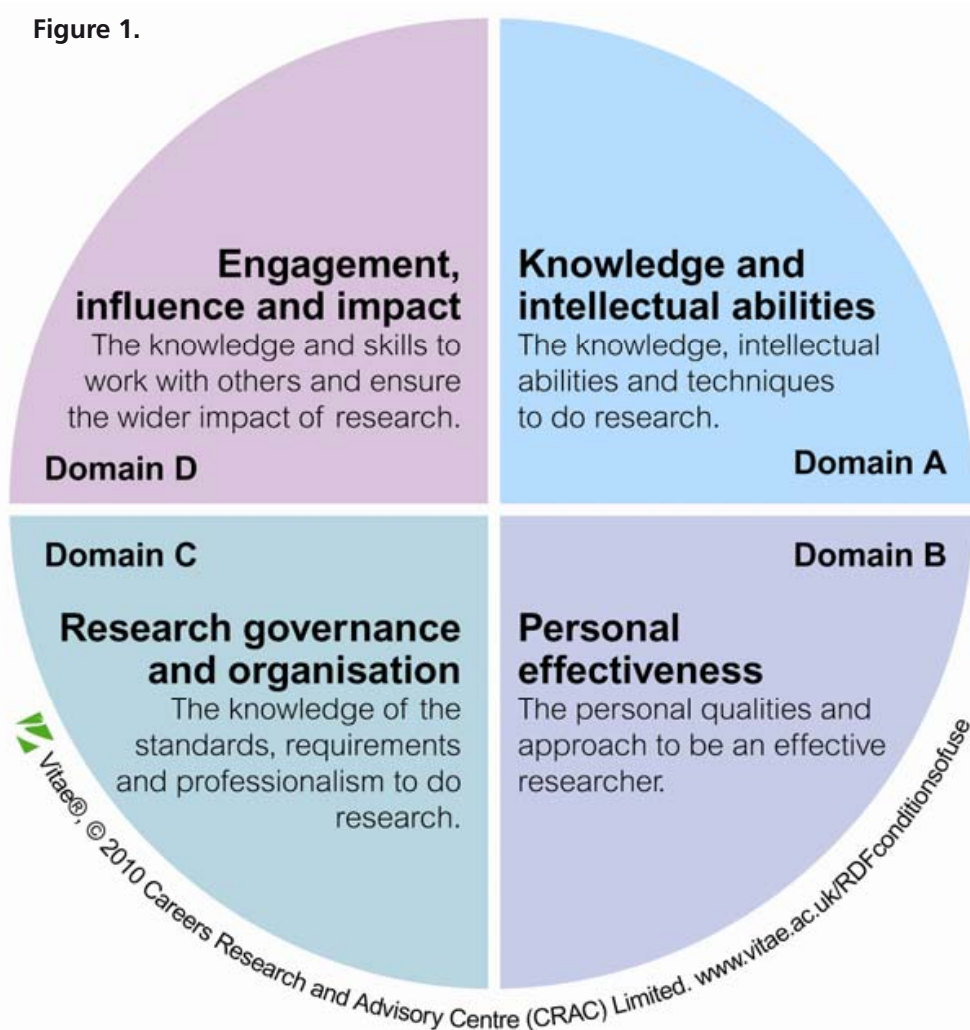 Figure 1.
Engagement,
influence and impact
The knowledge and skills to
work with others and ensure
the wider impact of research.
Domain D
Knowledge and
intellectual abilities
The knowledge, intellectual
abilities and techniques
to do research.
Domain A
Domain C
Research governance
and organisation
The knowledge of the
standards, requirements
and professionalism to do
research.
Domain B
Personal
effectiveness
The personal qualities and
approach to be an effective
researcher.
Vitae®, © 2010 Careers Research and Advisory Centre (CRAC) Limited. www.vitae.ac.uk/RDFconditionsofuse